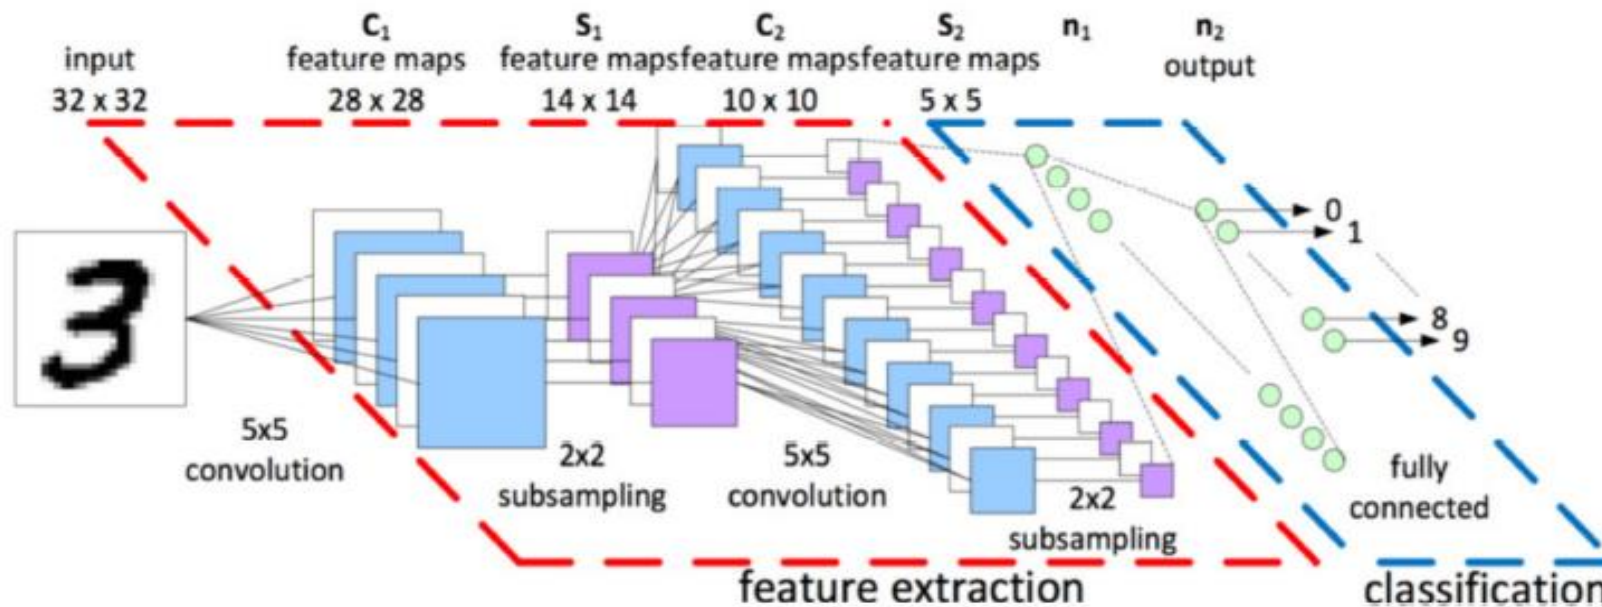 input
32 x 32
C₁
feature maps
28 x 28
S₁
feature maps
14 x 14
C₂
feature maps
10 x 10
S₂
feature maps
5 x 5
n₁
n₂
output
3
0
1
8
9
5x5
convolution
2x2
subsampling
5x5
convolution
2x2
subsampling
fully
connected
feature extraction
classification